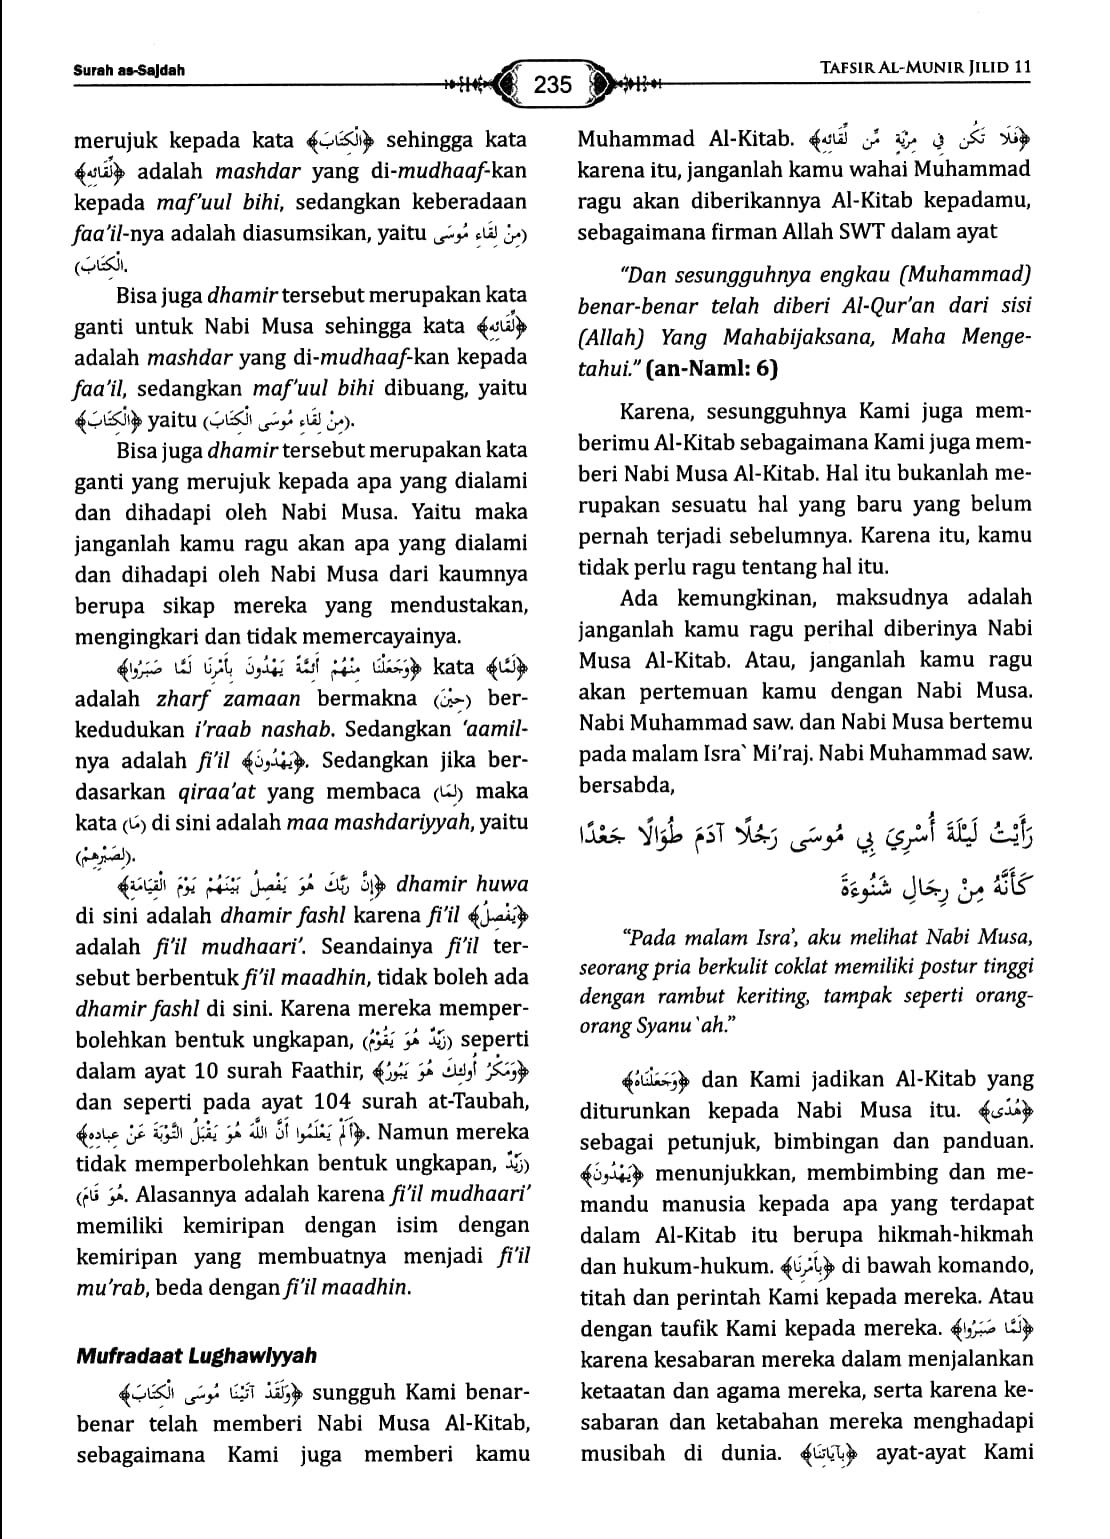 Surah as-Sajdah
235
TAFSIR AL-MUNIR JILID 11
merujuk kepada kata ﴿الْكِتَابَ﴾ sehingga kata
﴿لِّقَائِهِ﴾ adalah mashdar yang di-mudhaaf-kan
kepada maf'uul bihi, sedangkan keberadaan
faa'il-nya adalah diasumsikan, yaitu (مِنْ لِقَاءِ مُوسَى
الْكِتَابَ).
Bisa juga dhamir tersebut merupakan kata
ganti untuk Nabi Musa sehingga kata ﴿لِّقَائِهِ﴾
adalah mashdar yang di-mudhaaf-kan kepada
faa'il, sedangkan maf'uul bihi dibuang, yaitu
﴿الْكِتَابَ﴾ yaitu (مِنْ لِقَاءِ مُوسَى الْكِتَابَ).
Bisa juga dhamir tersebut merupakan kata
ganti yang merujuk kepada apa yang dialami
dan dihadapi oleh Nabi Musa. Yaitu maka
janganlah kamu ragu akan apa yang dialami
dan dihadapi oleh Nabi Musa dari kaumnya
berupa sikap mereka yang mendustakan,
mengingkari dan tidak memercayainya.
﴿وَجَعَلْنَا مِنْهُمْ أَئِمَّةً يَهْدُونَ بِأَمْرِنَا لَمَّا صَبَرُوا﴾ kata ﴿لَمَّا﴾
adalah zharf zamaan bermakna (حِيْنَ) ber-
kedudukan i'raab nashab. Sedangkan 'aamil-
nya adalah fi'il ﴿يَهْدُونَ﴾. Sedangkan jika ber-
dasarkan qiraa'at yang membaca (لِمَا) maka
kata (مَا) di sini adalah maa mashdariyyah, yaitu
(لِصَبْرِهِمْ).
﴿إِنَّ رَبَّكَ هُوَ يَفْصِلُ بَيْنَهُمْ يَوْمَ الْقِيَامَةِ﴾ dhamir huwa
di sini adalah dhamir fashl karena fi'il ﴿يَفْصِلُ﴾
adalah fi'il mudhaari'. Seandainya fi'il ter-
sebut berbentuk fi'il maadhin, tidak boleh ada
dhamir fashl di sini. Karena mereka memper-
bolehkan bentuk ungkapan, (زَيْدٌ هُوَ يَقُوْمُ) seperti
dalam ayat 10 surah Faathir, ﴿وَمَكْرُ أُولٰئِكَ هُوَ يَبُورُ﴾
dan seperti pada ayat 104 surah at-Taubah,
﴿أَلَمْ يَعْلَمُوا أَنَّ اللَّهَ هُوَ يَقْبَلُ التَّوْبَةَ عَنْ عِبَادِهِ﴾. Namun mereka
tidak memperbolehkan bentuk ungkapan, (زَيْدٌ
هُوَ قَامَ). Alasannya adalah karena fi'il mudhaari'
memiliki kemiripan dengan isim dengan
kemiripan yang membuatnya menjadi fi'il
mu'rab, beda dengan fi'il maadhin.
Mufradaat Lughawiyyah
﴿وَلَقَدْ آتَيْنَا مُوسَى الْكِتَابَ﴾ sungguh Kami benar-
benar telah memberi Nabi Musa Al-Kitab,
sebagaimana Kami juga memberi kamu
Muhammad Al-Kitab. ﴿فَلَا تَكُن فِي مِرْيَةٍ مِّن لِّقَائِهِ﴾
karena itu, janganlah kamu wahai Muhammad
ragu akan diberikannya Al-Kitab kepadamu,
sebagaimana firman Allah SWT dalam ayat
“Dan sesungguhnya engkau (Muhammad)
benar-benar telah diberi Al-Qur'an dari sisi
(Allah) Yang Mahabijaksana, Maha Menge-
tahui.” (an-Naml: 6)
Karena, sesungguhnya Kami juga mem-
berimu Al-Kitab sebagaimana Kami juga mem-
beri Nabi Musa Al-Kitab. Hal itu bukanlah me-
rupakan sesuatu hal yang baru yang belum
pernah terjadi sebelumnya. Karena itu, kamu
tidak perlu ragu tentang hal itu.
Ada kemungkinan, maksudnya adalah
janganlah kamu ragu perihal diberinya Nabi
Musa Al-Kitab. Atau, janganlah kamu ragu
akan pertemuan kamu dengan Nabi Musa.
Nabi Muhammad saw. dan Nabi Musa bertemu
pada malam Isra` Mi'raj. Nabi Muhammad saw.
bersabda,
رَأَيْتُ لَيْلَةَ أُسْرِيَ بِي مُوسَى رَجُلًا آدَمَ طُوَالًا جَعْدًا
كَأَنَّهُ مِنْ رِجَالِ شَنُوءَةَ
“Pada malam Isra', aku melihat Nabi Musa,
seorang pria berkulit coklat memiliki postur tinggi
dengan rambut keriting, tampak seperti orang-
orang Syanu`ah.”
﴿وَجَعَلْنَاهُ﴾ dan Kami jadikan Al-Kitab yang
diturunkan kepada Nabi Musa itu. ﴿هُدًى﴾
sebagai petunjuk, bimbingan dan panduan.
﴿يَهْدُونَ﴾ menunjukkan, membimbing dan me-
mandu manusia kepada apa yang terdapat
dalam Al-Kitab itu berupa hikmah-hikmah
dan hukum-hukum. ﴿بِأَمْرِنَا﴾ di bawah komando,
titah dan perintah Kami kepada mereka. Atau
dengan taufik Kami kepada mereka. ﴿لَمَّا صَبَرُوا﴾
karena kesabaran mereka dalam menjalankan
ketaatan dan agama mereka, serta karena ke-
sabaran dan ketabahan mereka menghadapi
musibah di dunia. ﴿بِآيَاتِنَا﴾ ayat-ayat Kami